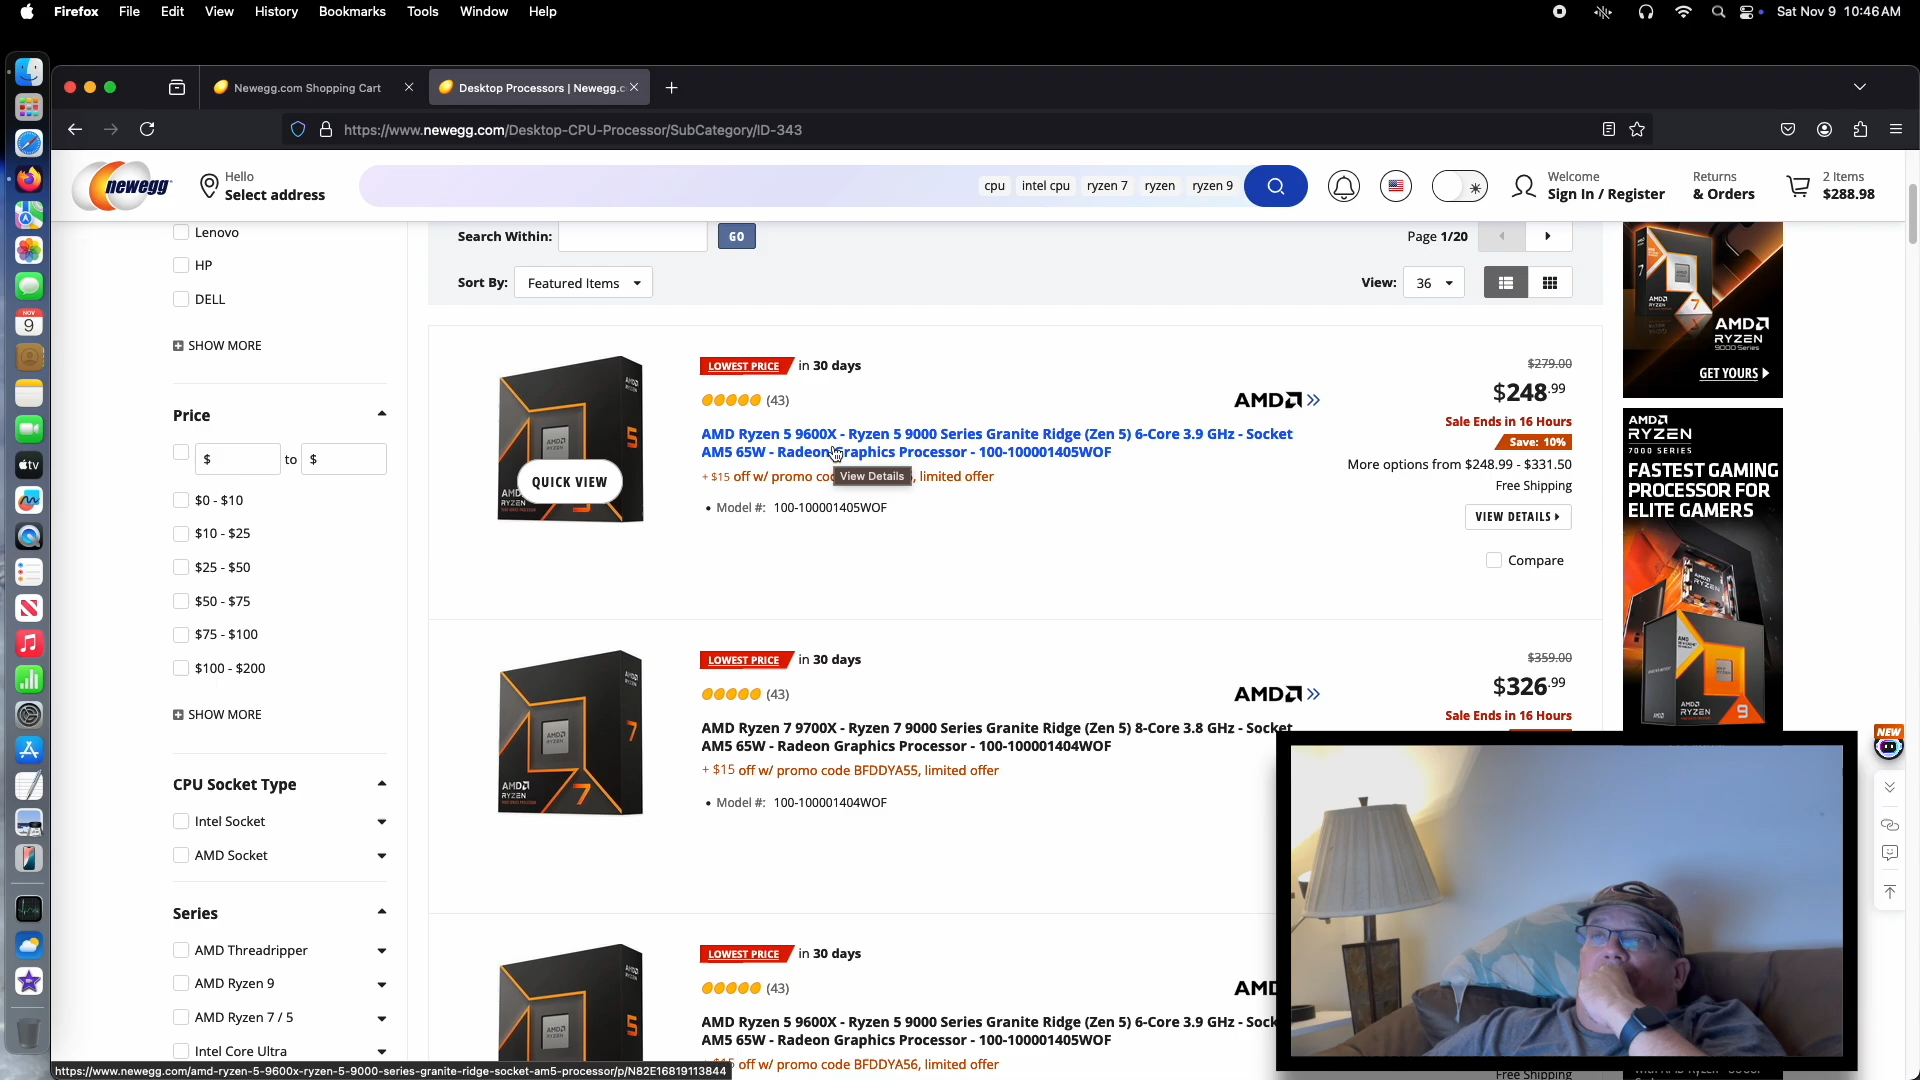 Firefox File Edit View History Bookmarks Tools Window Help
Sat Nov 9 10:46 AM
Newegg.com Shopping Cart
Desktop Processors | Newegg.c
https://www.newegg.com/Desktop-CPU-Processor/SubCategory/ID-343
newegg
Hello
Select address
cpu intel cpu ryzen 7 ryzen ryzen 9
Welcome
Sign In / Register
Returns
& Orders
2 Items
$288.98
Lenovo
HP
DELL
SHOW MORE
Price
$ to $
$0 - $10
$10 - $25
$25 - $50
$50 - $75
$75 - $100
$100 - $200
SHOW MORE
CPU Socket Type
Intel Socket
AMD Socket
Series
AMD Threadripper
AMD Ryzen 9
AMD Ryzen 7 / 5
Intel Core Ultra
Search Within: GO
Page 1/20
Sort By: Featured Items
View: 36
LOWEST PRICE in 30 days
(43)
AMD
AMD Ryzen 5 9600X - Ryzen 5 9000 Series Granite Ridge (Zen 5) 6-Core 3.9 GHz - Socket
AM5 65W - Radeon Graphics Processor - 100-100001405WOF
+ $15 off w/ promo , limited offer
View Details
Model #: 100-100001405WOF
QUICK VIEW
$279.00
$248.99
Sale Ends in 16 Hours
Save: 10%
More options from $248.99 - $331.50
Free Shipping
VIEW DETAILS
Compare
LOWEST PRICE in 30 days
(43)
AMD
AMD Ryzen 7 9700X - Ryzen 7 9000 Series Granite Ridge (Zen 5) 8-Core 3.8 GHz - Socket
AM5 65W - Radeon Graphics Processor - 100-100001404WOF
+ $15 off w/ promo code BFDDYA55, limited offer
Model #: 100-100001404WOF
$359.00
$326.99
Sale Ends in 16 Hours
LOWEST PRICE in 30 days
(43)
AMD
AMD Ryzen 5 9600X - Ryzen 5 9000 Series Granite Ridge (Zen 5) 6-Core 3.9 GHz - Sock
AM5 65W - Radeon Graphics Processor - 100-100001405WOF
off w/ promo code BFDDYA56, limited offer
Free Shipping
AMD
RYZEN
9000 Series
GET YOURS
AMD
RYZEN
7000 SERIES
FASTEST GAMING
PROCESSOR FOR
ELITE GAMERS
NEW
https://www.newegg.com/amd-ryzen-5-9600x-ryzen-5-9000-series-granite-ridge-socket-am5-processor/p/N82E16819113844